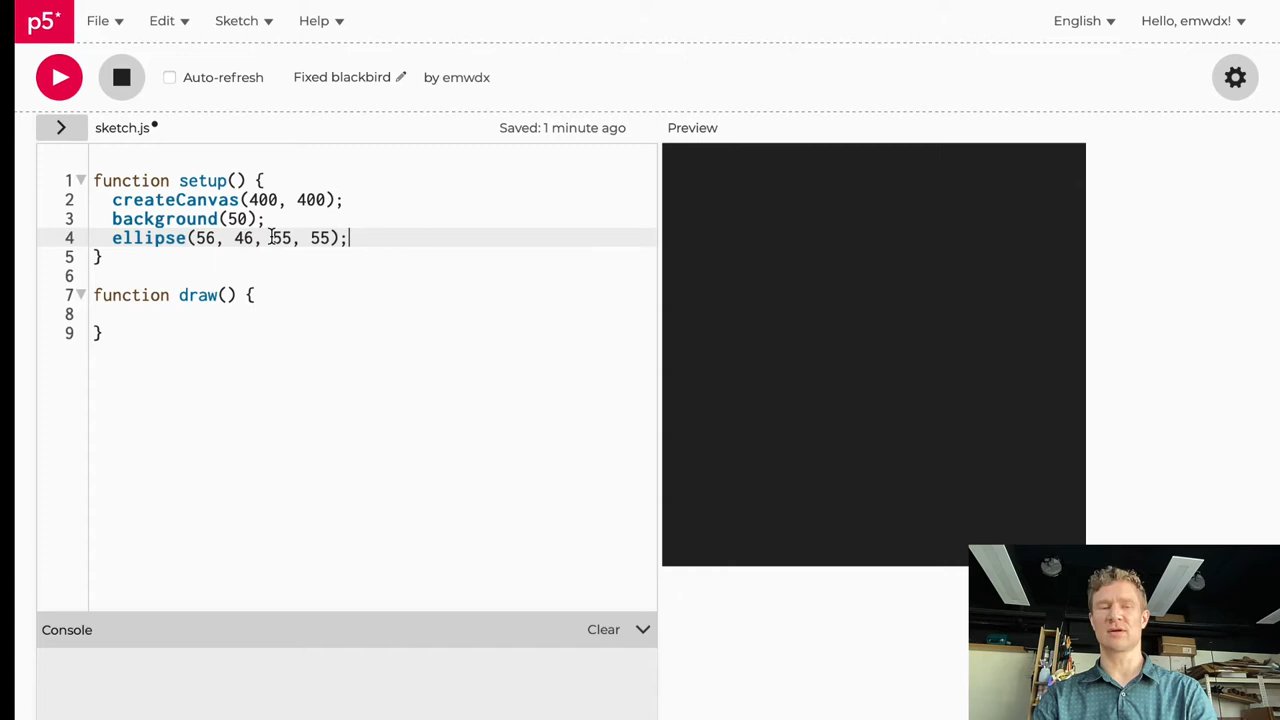 p5* File Edit Sketch Help English Hello, emwdx!
Auto-refresh Fixed blackbird by emwdx
sketch.js Saved: 1 minute ago Preview
1 function setup() {
2 createCanvas(400, 400);
3 background(50);
4 ellipse(56, 46, 55, 55);
5 }
6
7 function draw() {
8
9 }
Console Clear